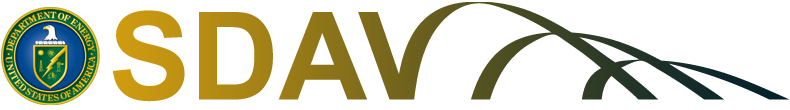 DEPARTMENT OF ENERGY
UNITED STATES OF AMERICA
SDAV